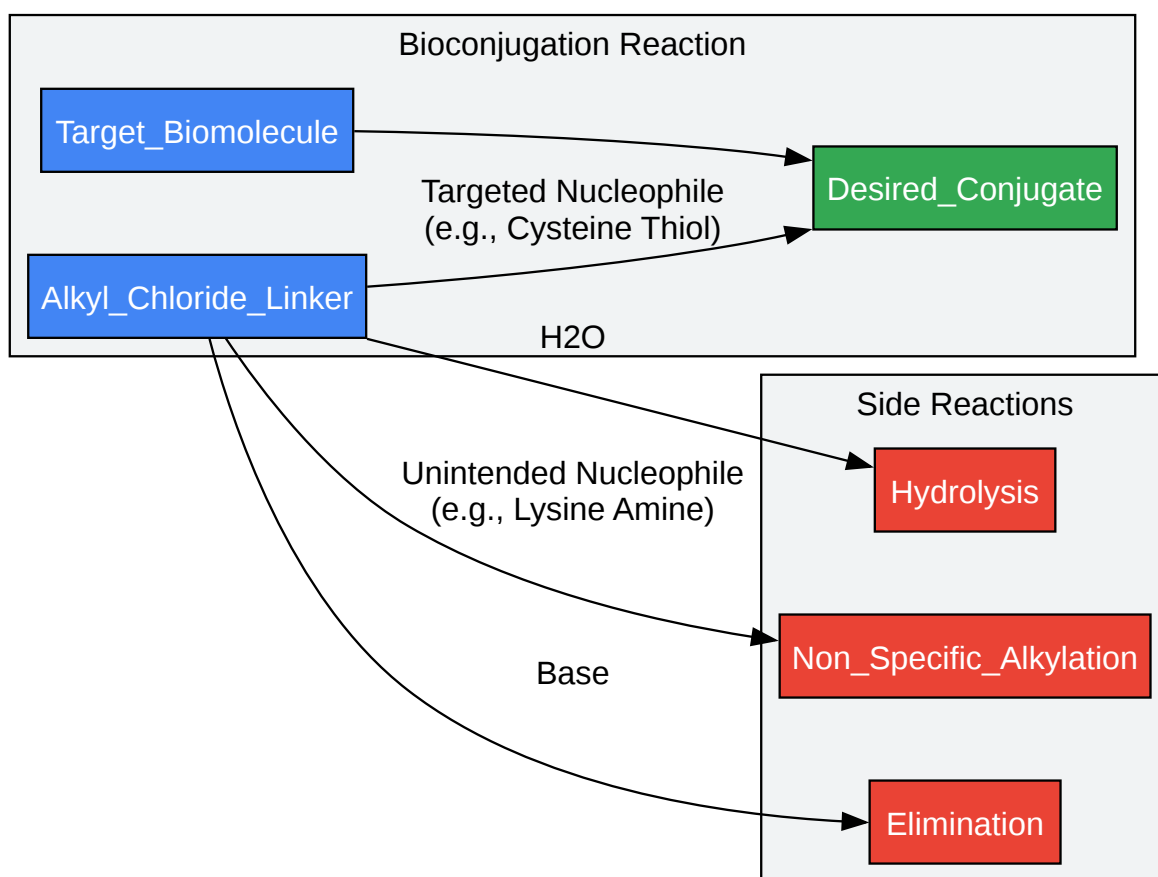 Bioconjugation Reaction
Target_Biomolecule
Targeted Nucleophile
(e.g., Cysteine Thiol)
Desired_Conjugate
Alkyl_Chloride_Linker
H2O
Side Reactions
Unintended Nucleophile
(e.g., Lysine Amine)
Hydrolysis
Non_Specific_Alkylation
Base
Elimination